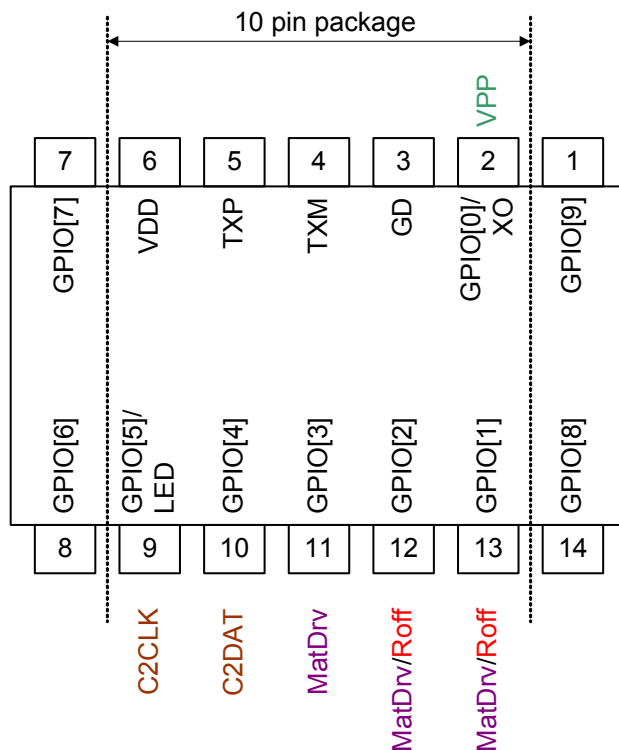 10 pin package
VPP
7
6
5
4
3
2
1
GPIO[7]
VDD
TXP
TXM
GD
GPIO[0]/
XO
GPIO[9]
GPIO[6]
GPIO[5]/
LED
GPIO[4]
GPIO[3]
GPIO[2]
GPIO[1]
GPIO[8]
8
9
10
11
12
13
14
C2CLK
C2DAT
MatDrv
MatDrv/Roff
MatDrv/Roff